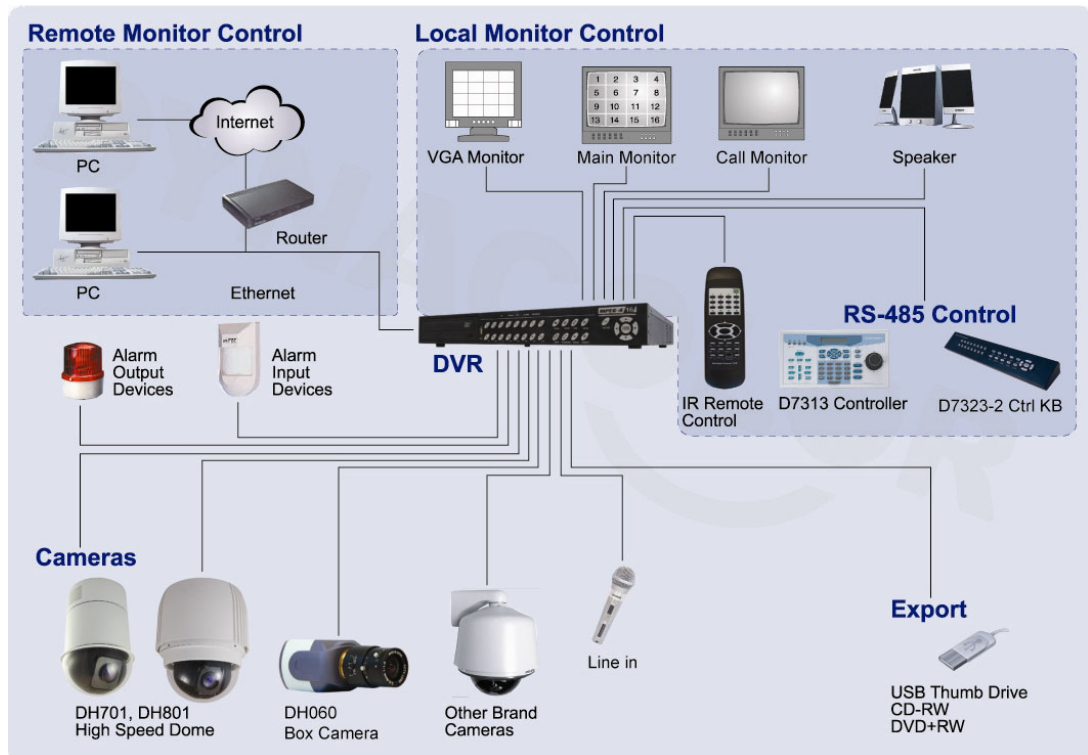 Remote Monitor Control
Local Monitor Control
Internet
PC
Router
PC
Ethernet
1 2 3 4
5 6 7 8
9 10 11 12
13 14 15 16
VGA Monitor
Main Monitor
Call Monitor
Speaker
RS-485 Control
DVR
IR Remote
Control
D7313 Controller
D7323-2 Ctrl KB
Alarm
Output
Devices
Alarm
Input
Devices
Cameras
DH701, DH801
High Speed Dome
DH060
Box Camera
Other Brand
Cameras
Line in
Export
USB Thumb Drive
CD-RW
DVD+RW